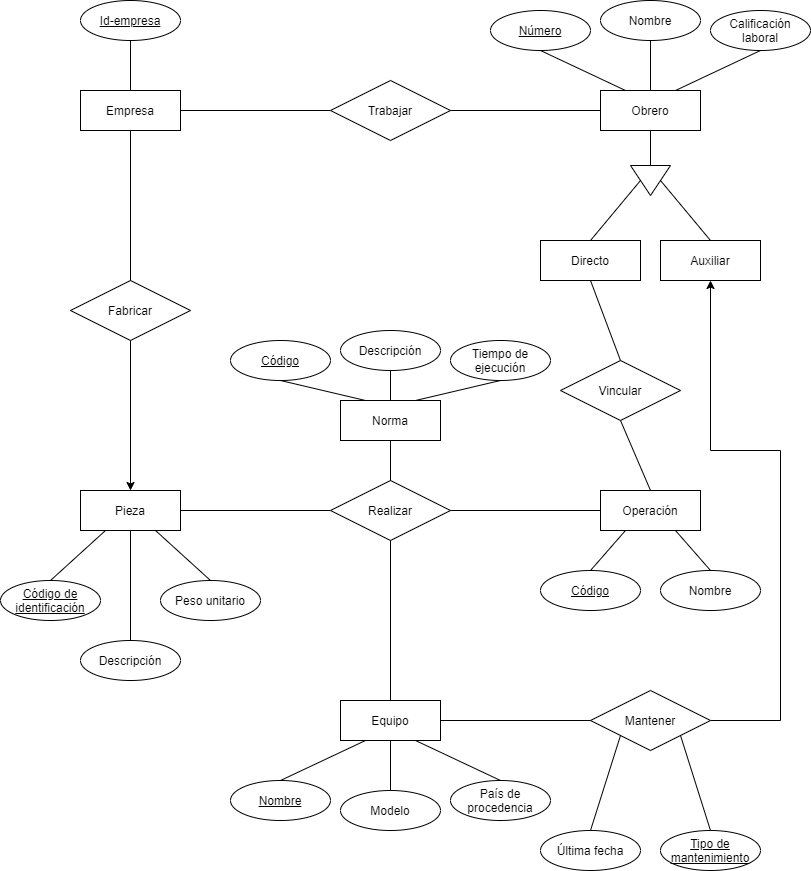 Id-empresa
Número
Nombre
Calificación
laboral
Empresa
Trabajar
Obrero
Directo
Auxiliar
Fabricar
Código
Descripción
Tiempo de
ejecución
Vincular
Norma
Pieza
Realizar
Operación
Código de
identificación
Peso unitario
Descripción
Código
Nombre
Equipo
Mantener
Nombre
Modelo
País de
procedencia
Última fecha
Tipo de
mantenimiento